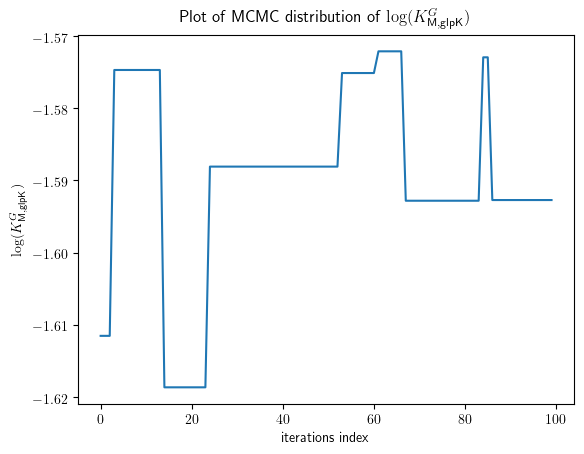 Plot of MCMC distribution of log(K^G_M,glpK)
−1.57
−1.58
−1.59
−1.60
−1.61
−1.62
log(K^G_M,glpK)
0 20 40 60 80 100
iterations index